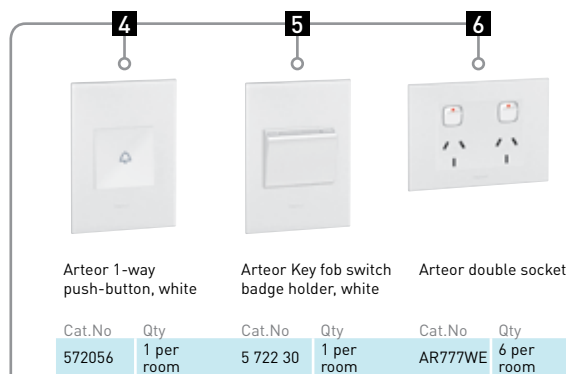 4
5
6
Arteor 1-way
push-button, white
Arteor Key fob switch
badge holder, white
Arteor double socket
Cat.No Qty
572056 1 per
room
Cat.No Qty
5 722 30 1 per
room
Cat.No Qty
AR777WE 6 per
room